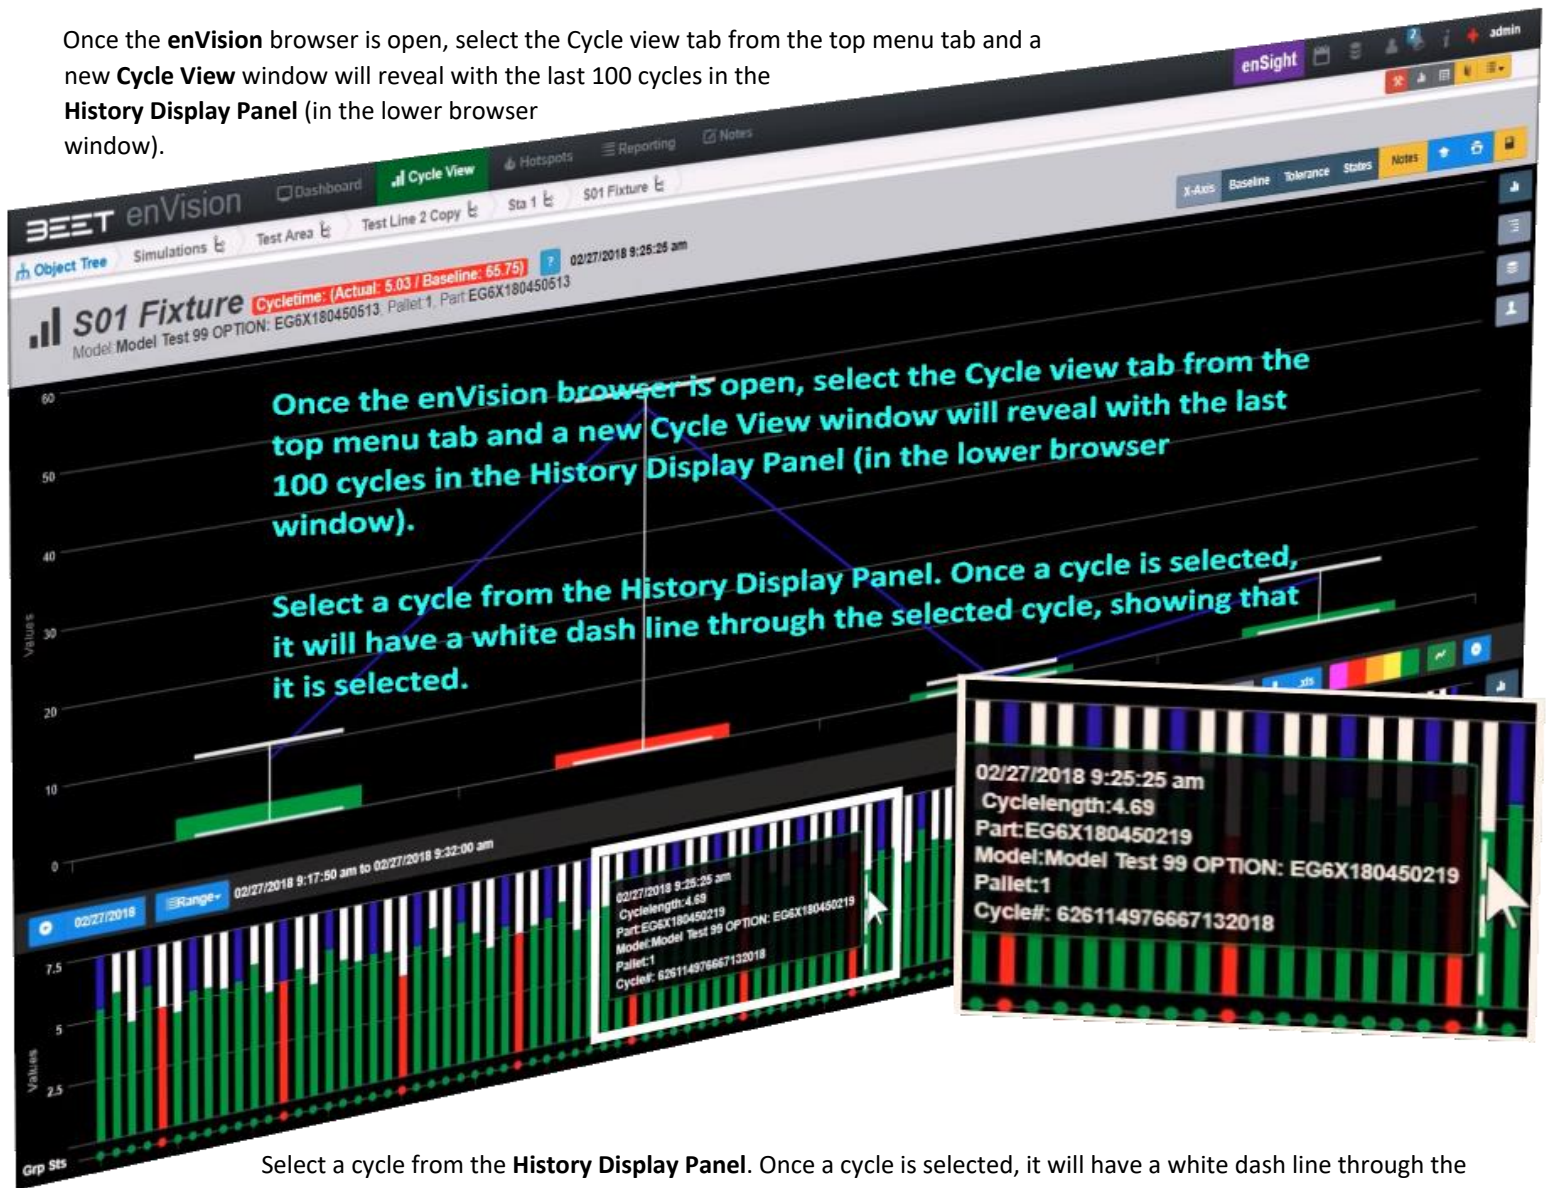 Once the enVision browser is open, select the Cycle view tab from the top menu tab and a
new Cycle View window will reveal with the last 100 cycles in the
History Display Panel (in the lower browser
window).
enSight
2
i
admin
BEET enVision
Dashboard
Cycle View
Hotspots
Reporting
Notes
Object Tree
Simulations
Test Area
Test Line 2 Copy
Sta 1
S01 Fixture
X-Axis
Baseline
Tolerance
States
Notes
S01 Fixture Cycletime: (Actual: 5.03 / Baseline: 65.75) ? 02/27/2018 9:25:25 am
Model:Model Test 99 OPTION: EG6X180450513, Pallet:1, Part:EG6X180450513
60
50
40
30
20
10
0
Values
Once the enVision browser is open, select the Cycle view tab from the
top menu tab and a new Cycle View window will reveal with the last
100 cycles in the History Display Panel (in the lower browser
window).
Select a cycle from the History Display Panel. Once a cycle is selected,
it will have a white dash line through the selected cycle, showing that
it is selected.
.xls
02/27/2018
Range
02/27/2018 9:17:50 am to 02/27/2018 9:32:00 am
7.5
5
2.5
Values
Grp Sts
02/27/2018 9:25:25 am
Cyclelength:4.69
Part:EG6X180450219
Model:Model Test 99 OPTION: EG6X180450219
Pallet:1
Cycle#: 626114976667132018
02/27/2018 9:25:25 am
Cyclelength:4.69
Part:EG6X180450219
Model:Model Test 99 OPTION: EG6X180450219
Pallet:1
Cycle#: 626114976667132018
Select a cycle from the History Display Panel. Once a cycle is selected, it will have a white dash line through the